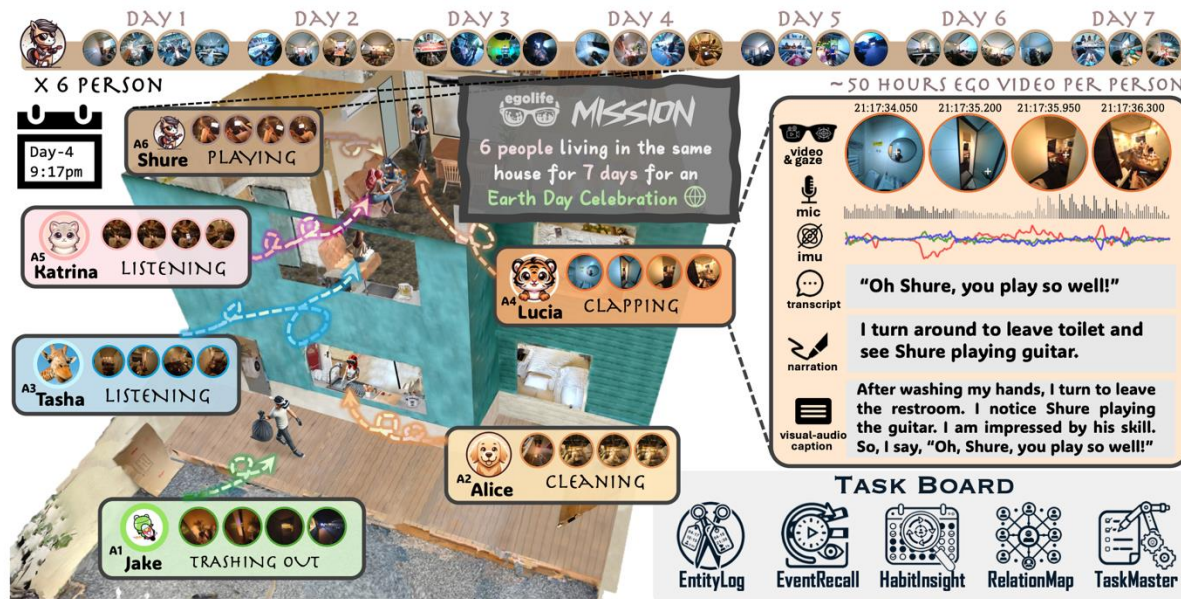 DAY 1 DAY 2 DAY 3 DAY 4 DAY 5 DAY 6 DAY 7
X 6 PERSON
~50 HOURS EGO VIDEO PER PERSON
Day-4
9:17pm
A6 Shure PLAYING
egolife MISSION
6 people living in the same
house for 7 days for an
Earth Day Celebration
A5 Katrina LISTENING
A4 Lucia CLAPPING
A3 Tasha LISTENING
A2 Alice CLEANING
A1 Jake TRASHING OUT
21:17:34.050 21:17:35.200 21:17:35.950 21:17:36.300
video
& gaze
mic
imu
transcript
“Oh Shure, you play so well!”
narration
I turn around to leave toilet and
see Shure playing guitar.
visual-audio
caption
After washing my hands, I turn to leave
the restroom. I notice Shure playing
the guitar. I am impressed by his skill.
So, I say, “Oh, Shure, you play so well!”
TASK BOARD
EntityLog EventRecall HabitInsight RelationMap TaskMaster